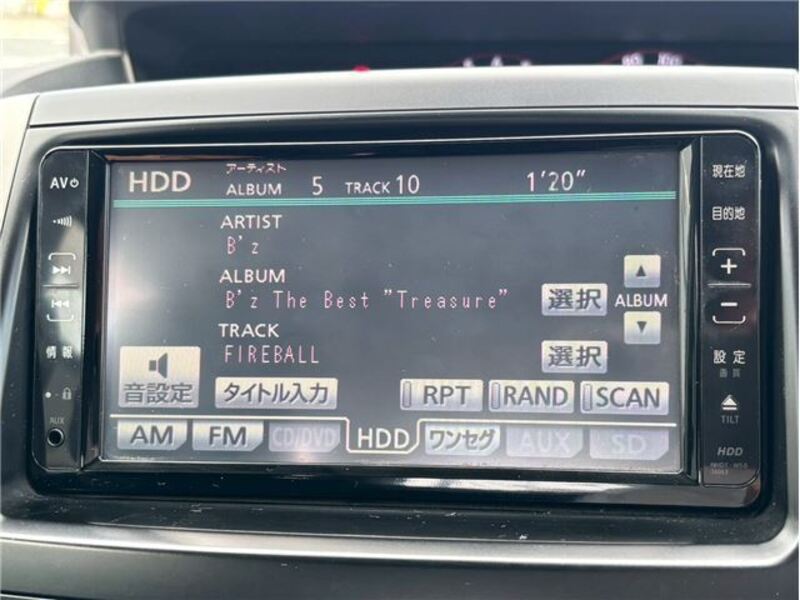 AV
情報
AUX
HDD
アーティスト
ALBUM 5 TRACK 10 1'20"
ARTIST
B'z
ALBUM
B'z The Best "Treasure" 選択 ALBUM
TRACK
FIREBALL 選択
音設定 タイトル入力 RPT RAND SCAN
AM FM CD/DVD HDD ワンセグ AUX SD
現在地
目的地
+
−
設定
画質
TILT
HDD